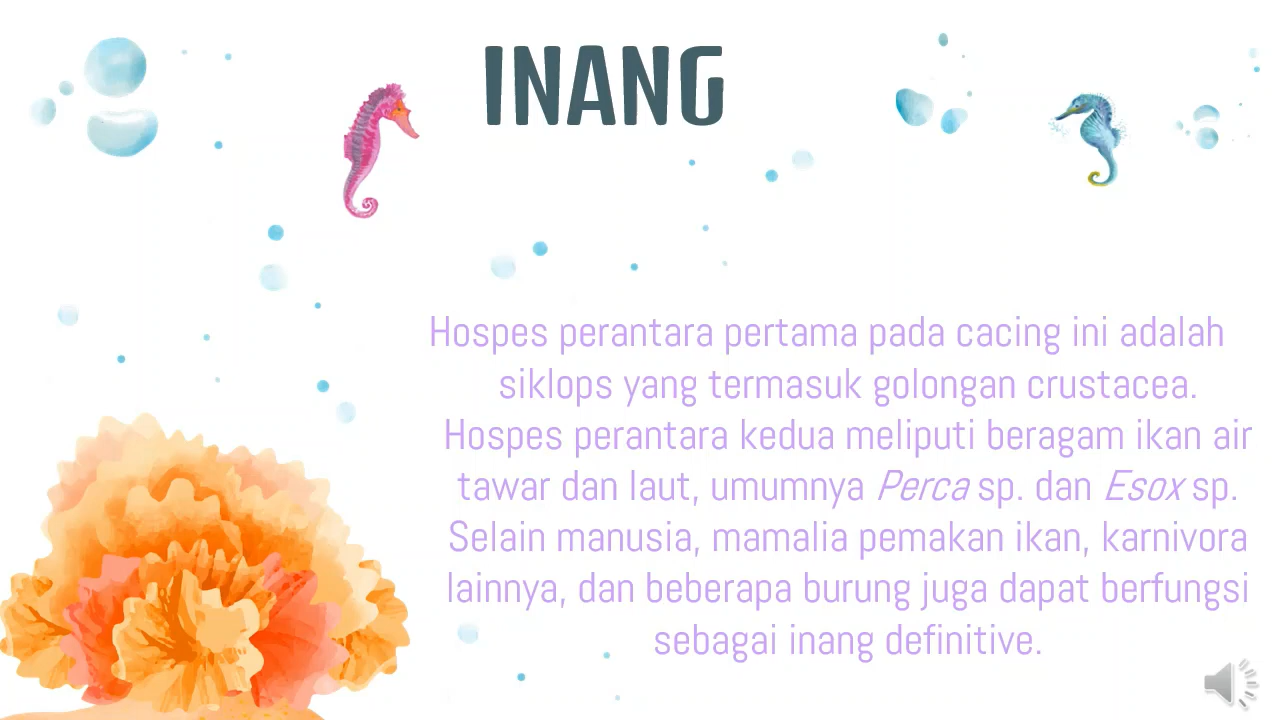 INANG
Hospes perantara pertama pada cacing ini adalah
siklops yang termasuk golongan crustacea.
Hospes perantara kedua meliputi beragam ikan air
tawar dan laut, umumnya Perca sp. dan Esox sp.
Selain manusia, mamalia pemakan ikan, karnivora
lainnya, dan beberapa burung juga dapat berfungsi
sebagai inang definitive.